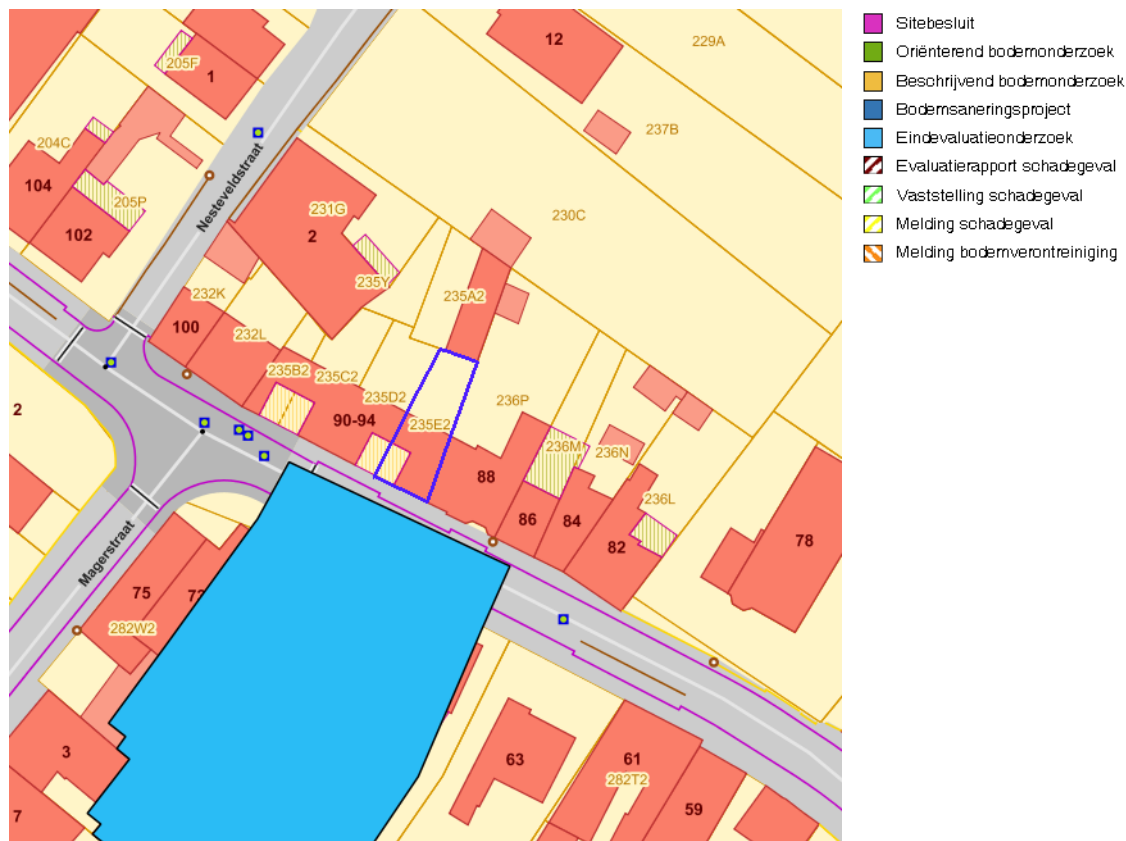 Sitebesluit
Oriënterend bodemonderzoek
Beschrijvend bodemonderzoek
Bodemsaneringsproject
Eindevaluatieonderzoek
Evaluatierapport schadegeval
Vaststelling schadegeval
Melding schadegeval
Melding bodemverontreiniging
12
229A
205F
1
237B
204C
104
205P
102
Nesteveldstraat
231G
2
230C
235Y
235A2
232K
100
232L
235B2
235C2
235D2
90-94
235E2
236P
2
236M
236N
88
86
84
236L
82
78
Magerstraat
75
282W2
3
63
61
282T2
59
7